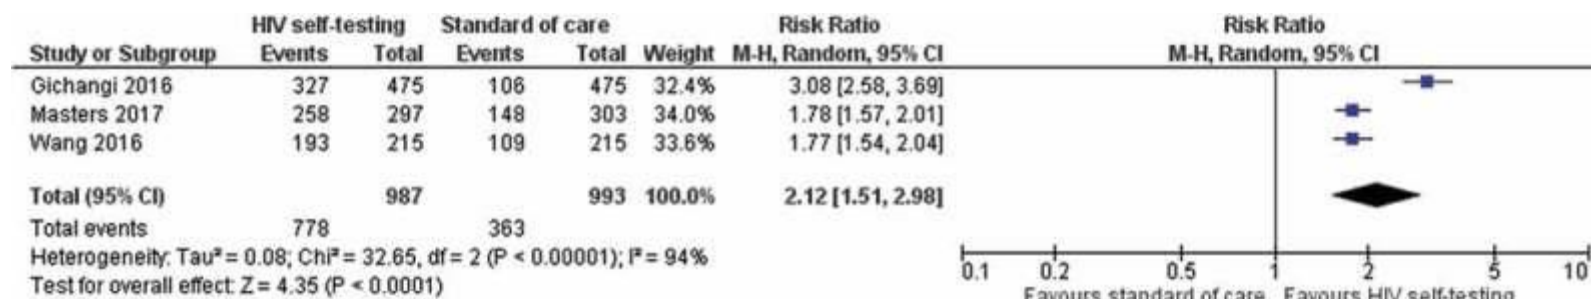 HIV self-testing Standard of care Risk Ratio Risk Ratio
Study or Subgroup Events Total Events Total Weight M-H, Random, 95% CI M-H, Random, 95% CI
Gichangi 2016 327 475 106 475 32.4% 3.08 [2.58, 3.69]
Masters 2017 258 297 148 303 34.0% 1.78 [1.57, 2.01]
Wang 2016 193 215 109 215 33.6% 1.77 [1.54, 2.04]
Total (95% CI) 987 993 100.0% 2.12 [1.51, 2.98]
Total events 778 363
Heterogeneity: Tau² = 0.08; Chi² = 32.65, df = 2 (P < 0.00001); I² = 94%
Test for overall effect: Z = 4.35 (P < 0.0001)
0.1 0.2 0.5 1 2 5 10
Favours standard of care Favours HIV self-testing